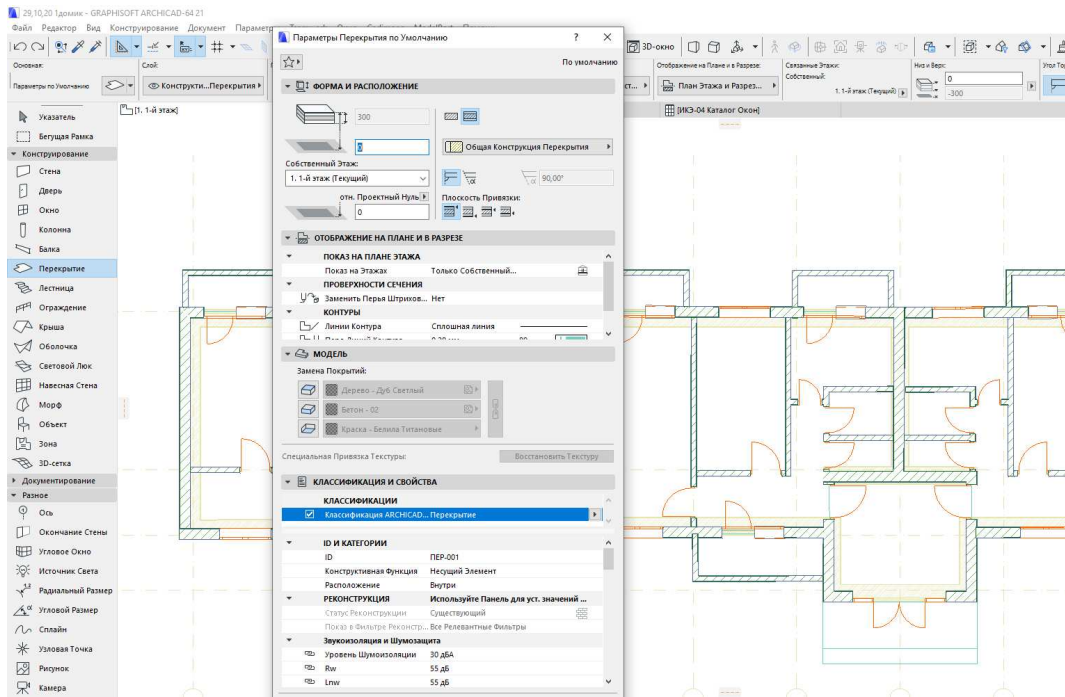 29,10,20 1домик - GRAPHISOFT ARCHICAD-64 21
Файл Редактор Вид Конструирование Документ Параметр
Основная:
Слой:
Параметры по Умолчанию
Конструкти...Перекрытия
3D-окно
Отображение на Плане и в Разрезе:
План Этажа и Разрез...
Связанные Этажи:
Собственный:
1. 1-й этаж (Текущий)
Низ и Верх:
0
-300
[1. 1-й этаж]
[ИКЭ-04 Каталог Окон]
Указатель
Бегущая Рамка
Конструирование
Стена
Дверь
Окно
Колонна
Балка
Перекрытие
Лестница
Ограждение
Крыша
Оболочка
Световой Люк
Навесная Стена
Морф
Объект
Зона
3D-сетка
Документирование
Разное
Ось
Окончание Стены
Угловое Окно
Источник Света
Радиальный Размер
Угловой Размер
Сплайн
Узловая Точка
Рисунок
Камера
Параметры Перекрытия по Умолчанию
? ×
По умолчанию
ФОРМА И РАСПОЛОЖЕНИЕ
300
0
Общая Конструкция Перекрытия
Собственный Этаж:
1. 1-й этаж (Текущий)
90,00°
отн. Проектный Нуль
Плоскость Привязки:
0
ОТОБРАЖЕНИЕ НА ПЛАНЕ И В РАЗРЕЗЕ
ПОКАЗ НА ПЛАНЕ ЭТАЖА
Показ на Этажах Только Собственный...
ПОВЕРХНОСТИ СЕЧЕНИЯ
Заменить Перья Штрихов... Нет
КОНТУРЫ
Линии Контура Сплошная линия
МОДЕЛЬ
Замена Покрытий:
Дерево - Дуб Светлый
Бетон - 02
Краска - Белила Титановые
Специальная Привязка Текстуры:
Восстановить Текстуру
КЛАССИФИКАЦИЯ И СВОЙСТВА
КЛАССИФИКАЦИИ
Классификация ARCHICAD... Перекрытие
ID И КАТЕГОРИИ
ID ПЕР-001
Конструктивная Функция Несущий Элемент
Расположение Внутри
РЕКОНСТРУКЦИЯ Используйте Панель для уст. значений ...
Статус Реконструкции Существующий
Показ в Фильтре Реконстр... Все Релевантные Фильтры
Звукоизоляция и Шумозащита
Уровень Шумоизоляции 30 дБА
Rw 55 дб
Lnw 55 дб